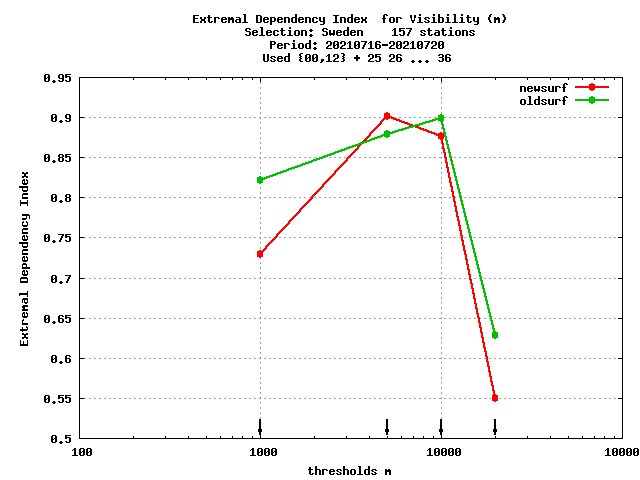 Extremal Dependency Index  for Visibility (m)
Selection: Sweden    157 stations
Period: 20210716-20210720
Used {00,12} + 25 26 ... 36
newsurf
oldsurf
Extremal Dependency Index
0.95
0.9
0.85
0.8
0.75
0.7
0.65
0.6
0.55
0.5
100 1000 10000 10000
thresholds m